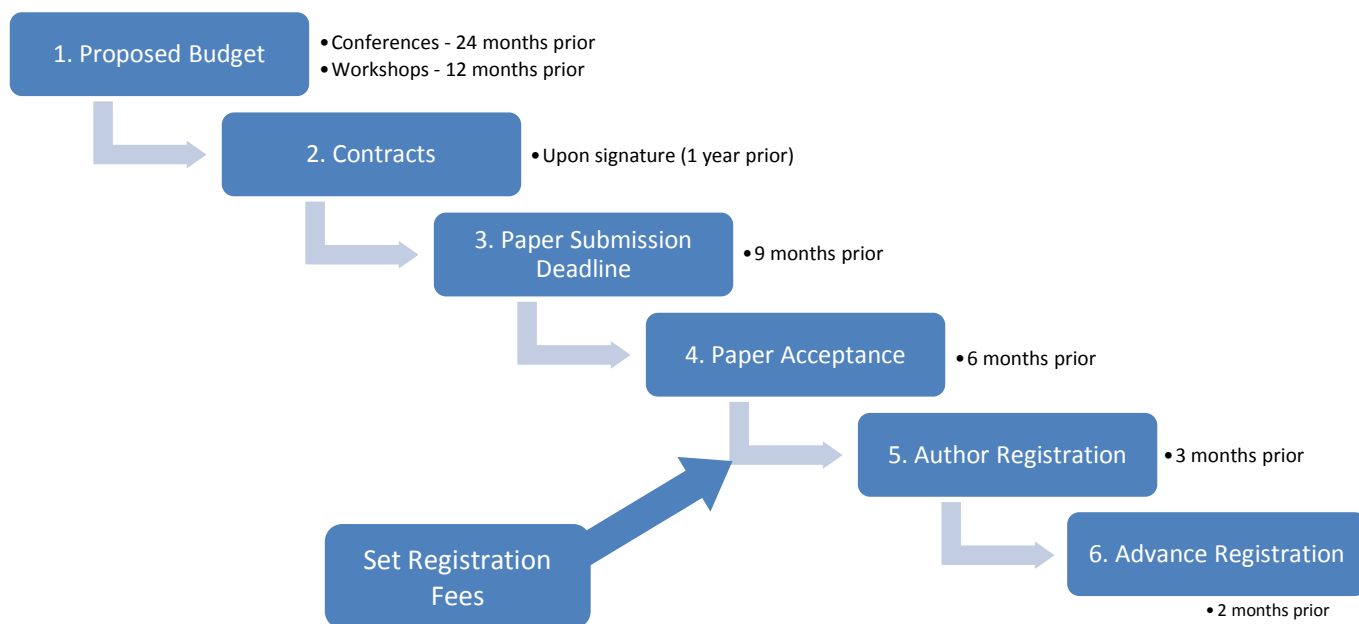 1. Proposed Budget
•Conferences - 24 months prior
•Workshops - 12 months prior
2. Contracts
•Upon signature (1 year prior)
3. Paper Submission
Deadline
•9 months prior
4. Paper Acceptance
•6 months prior
5. Author Registration
•3 months prior
Set Registration
Fees
6. Advance Registration
•2 months prior